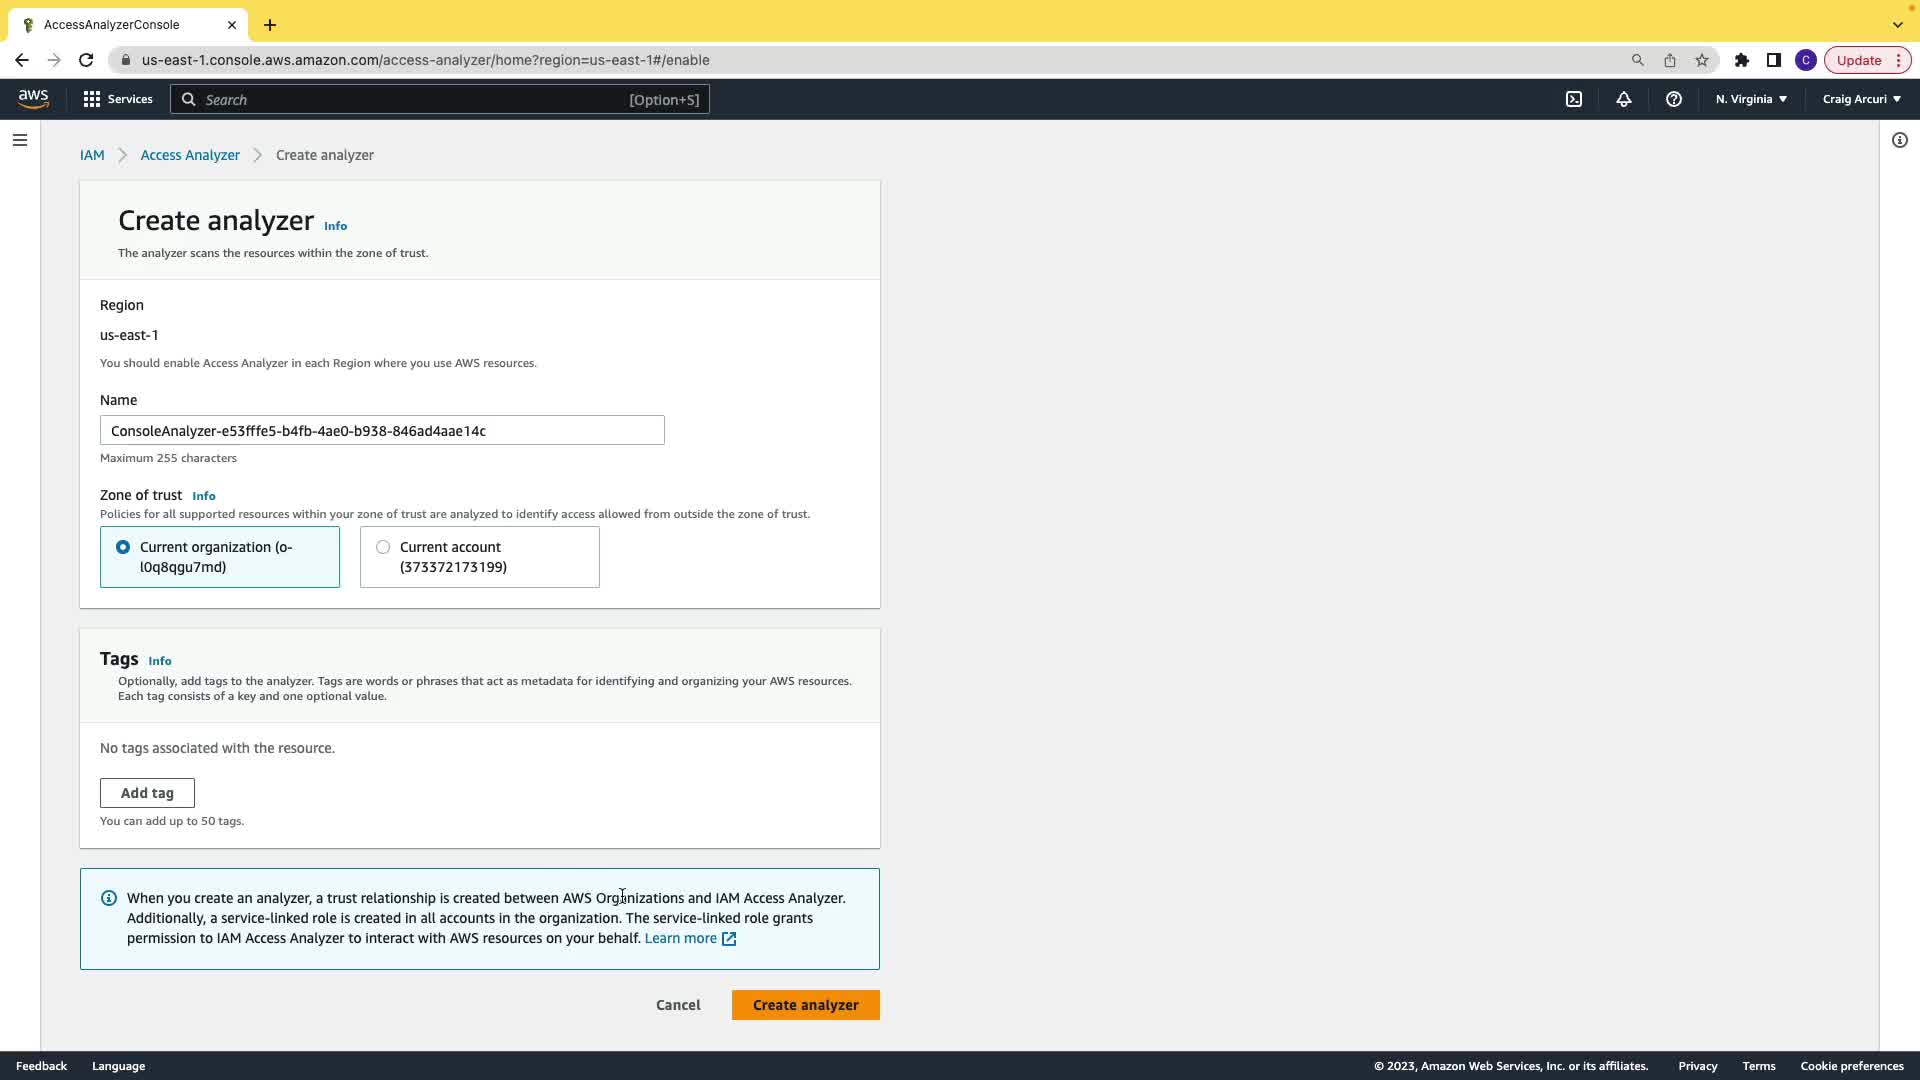 AccessAnalyzerConsole
us-east-1.console.aws.amazon.com/access-analyzer/home?region=us-east-1#/enable
C
Update
aws
Services
Search
[Option+S]
N. Virginia
Craig Arcuri
IAM
Access Analyzer
Create analyzer
Create analyzer Info
The analyzer scans the resources within the zone of trust.
Region
us-east-1
You should enable Access Analyzer in each Region where you use AWS resources.
Name
ConsoleAnalyzer-e53fffe5-b4fb-4ae0-b938-846ad4aae14c
Maximum 255 characters
Zone of trust Info
Policies for all supported resources within your zone of trust are analyzed to identify access allowed from outside the zone of trust.
Current organization (o-
l0q8qgu7md)
Current account
(373372173199)
Tags Info
Optionally, add tags to the analyzer. Tags are words or phrases that act as metadata for identifying and organizing your AWS resources.
Each tag consists of a key and one optional value.
No tags associated with the resource.
Add tag
You can add up to 50 tags.
When you create an analyzer, a trust relationship is created between AWS Organizations and IAM Access Analyzer.
Additionally, a service-linked role is created in all accounts in the organization. The service-linked role grants
permission to IAM Access Analyzer to interact with AWS resources on your behalf. Learn more
Cancel
Create analyzer
Feedback
Language
© 2023, Amazon Web Services, Inc. or its affiliates.
Privacy
Terms
Cookie preferences